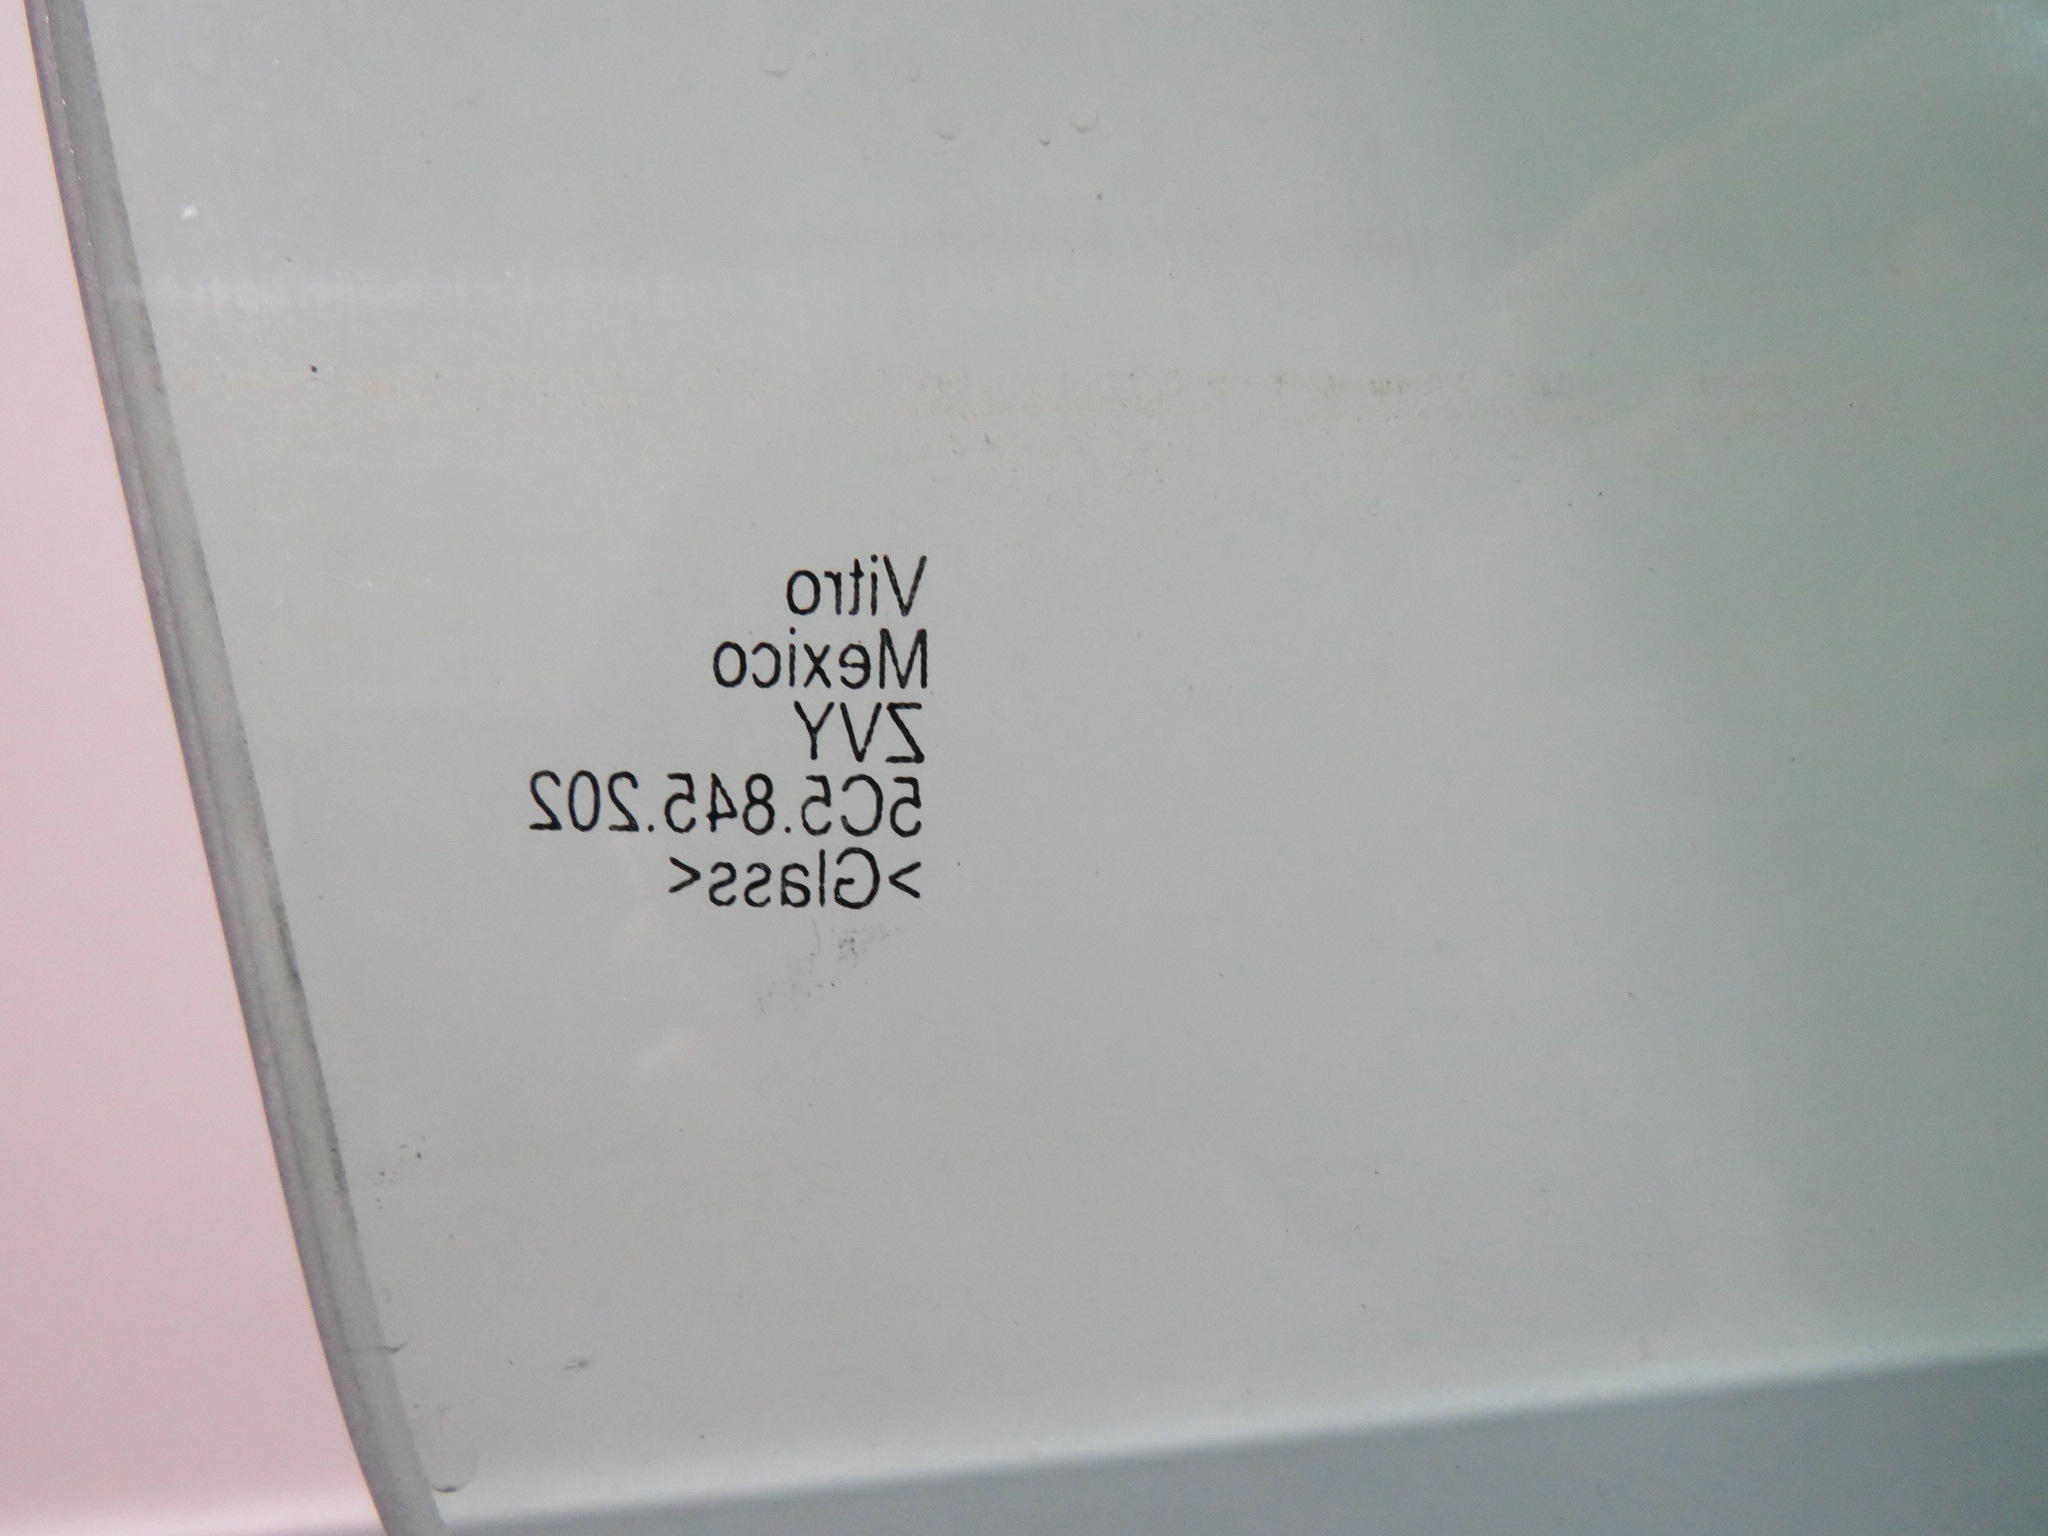 Vitro
Mexico
ZVY
5C5.845.202
>Glass<